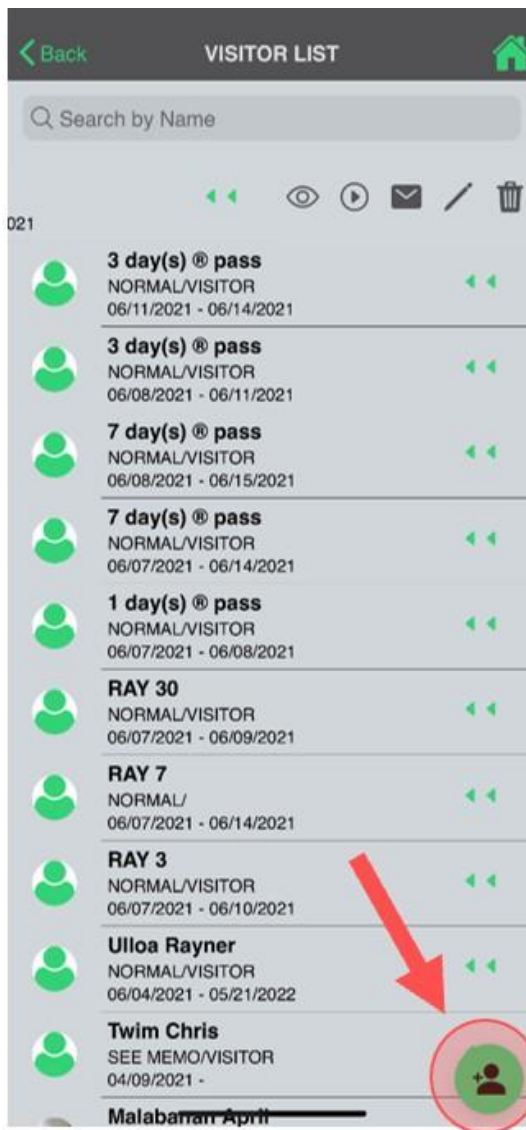 Back
VISITOR LIST
Search by Name
021
3 day(s) ® pass
NORMAL/VISITOR
06/11/2021 - 06/14/2021
3 day(s) ® pass
NORMAL/VISITOR
06/08/2021 - 06/11/2021
7 day(s) ® pass
NORMAL/VISITOR
06/08/2021 - 06/15/2021
7 day(s) ® pass
NORMAL/VISITOR
06/07/2021 - 06/14/2021
1 day(s) ® pass
NORMAL/VISITOR
06/07/2021 - 06/08/2021
RAY 30
NORMAL/VISITOR
06/07/2021 - 06/09/2021
RAY 7
NORMAL/
06/07/2021 - 06/14/2021
RAY 3
NORMAL/VISITOR
06/07/2021 - 06/10/2021
Ulloa Rayner
NORMAL/VISITOR
06/04/2021 - 05/21/2022
Twim Chris
SEE MEMO/VISITOR
04/09/2021 -
Malabanan April